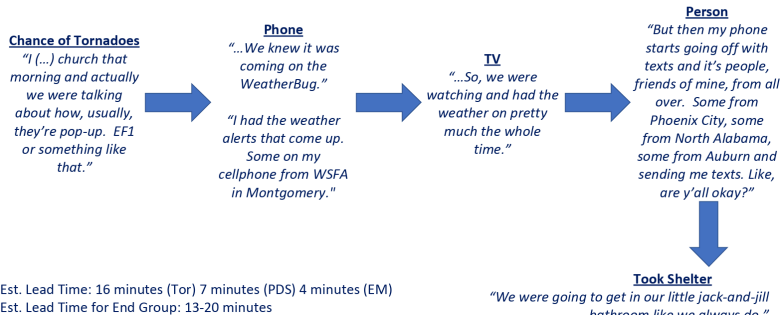 Chance of Tornadoes
“I (…) church that
morning and actually
we were talking
about how, usually,
they’re pop-up.  EF1
or something like
that.”
Phone
“…We knew it was
coming on the
WeatherBug.”
“I had the weather
alerts that come up.
Some on my
cellphone from WSFA
in Montgomery."
TV
“…So, we were
watching and had the
weather on pretty
much the whole
time.”
Person
“But then my phone
starts going off with
texts and it’s people,
friends of mine, from all
over.  Some from
Phoenix City, some
from North Alabama,
some from Auburn and
sending me texts. Like,
are y’all okay?”
Took Shelter
“We were going to get in our little jack-and-jill
bathroom like we always do.”
Est. Lead Time: 16 minutes (Tor) 7 minutes (PDS) 4 minutes (EM)
Est. Lead Time for End Group: 13-20 minutes